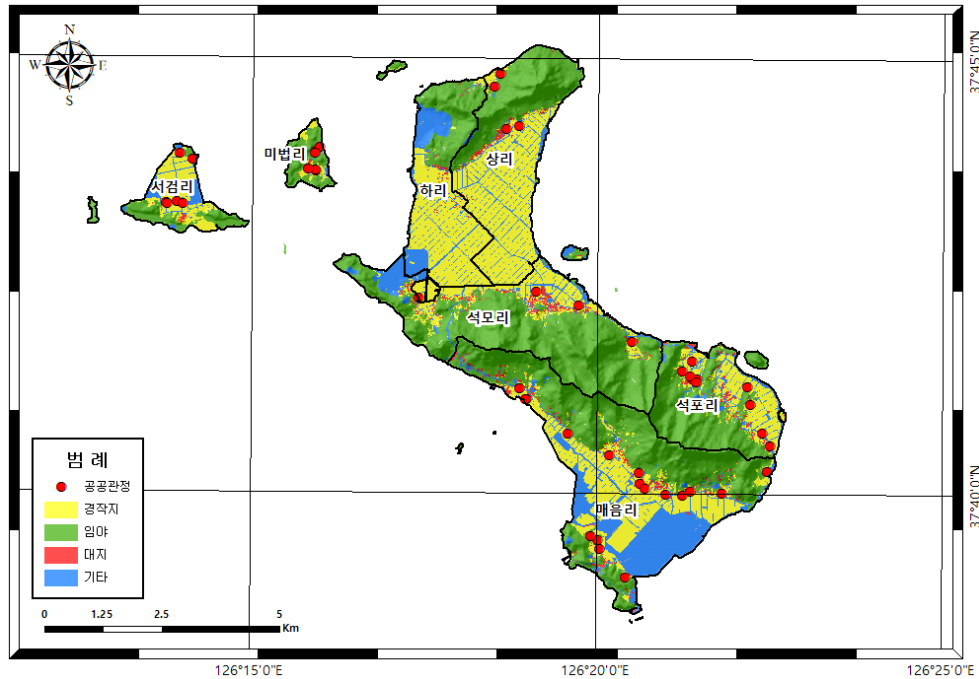 N
W E
S
37°45'0"N
미법리
상리
서검리
하리
석모리
석포리
37°40'0"N
매음리
범 례
공공관정
경작지
임야
대지
기타
0 1.25 2.5 5
Km
126°15'0"E 126°20'0"E 126°25'0"E